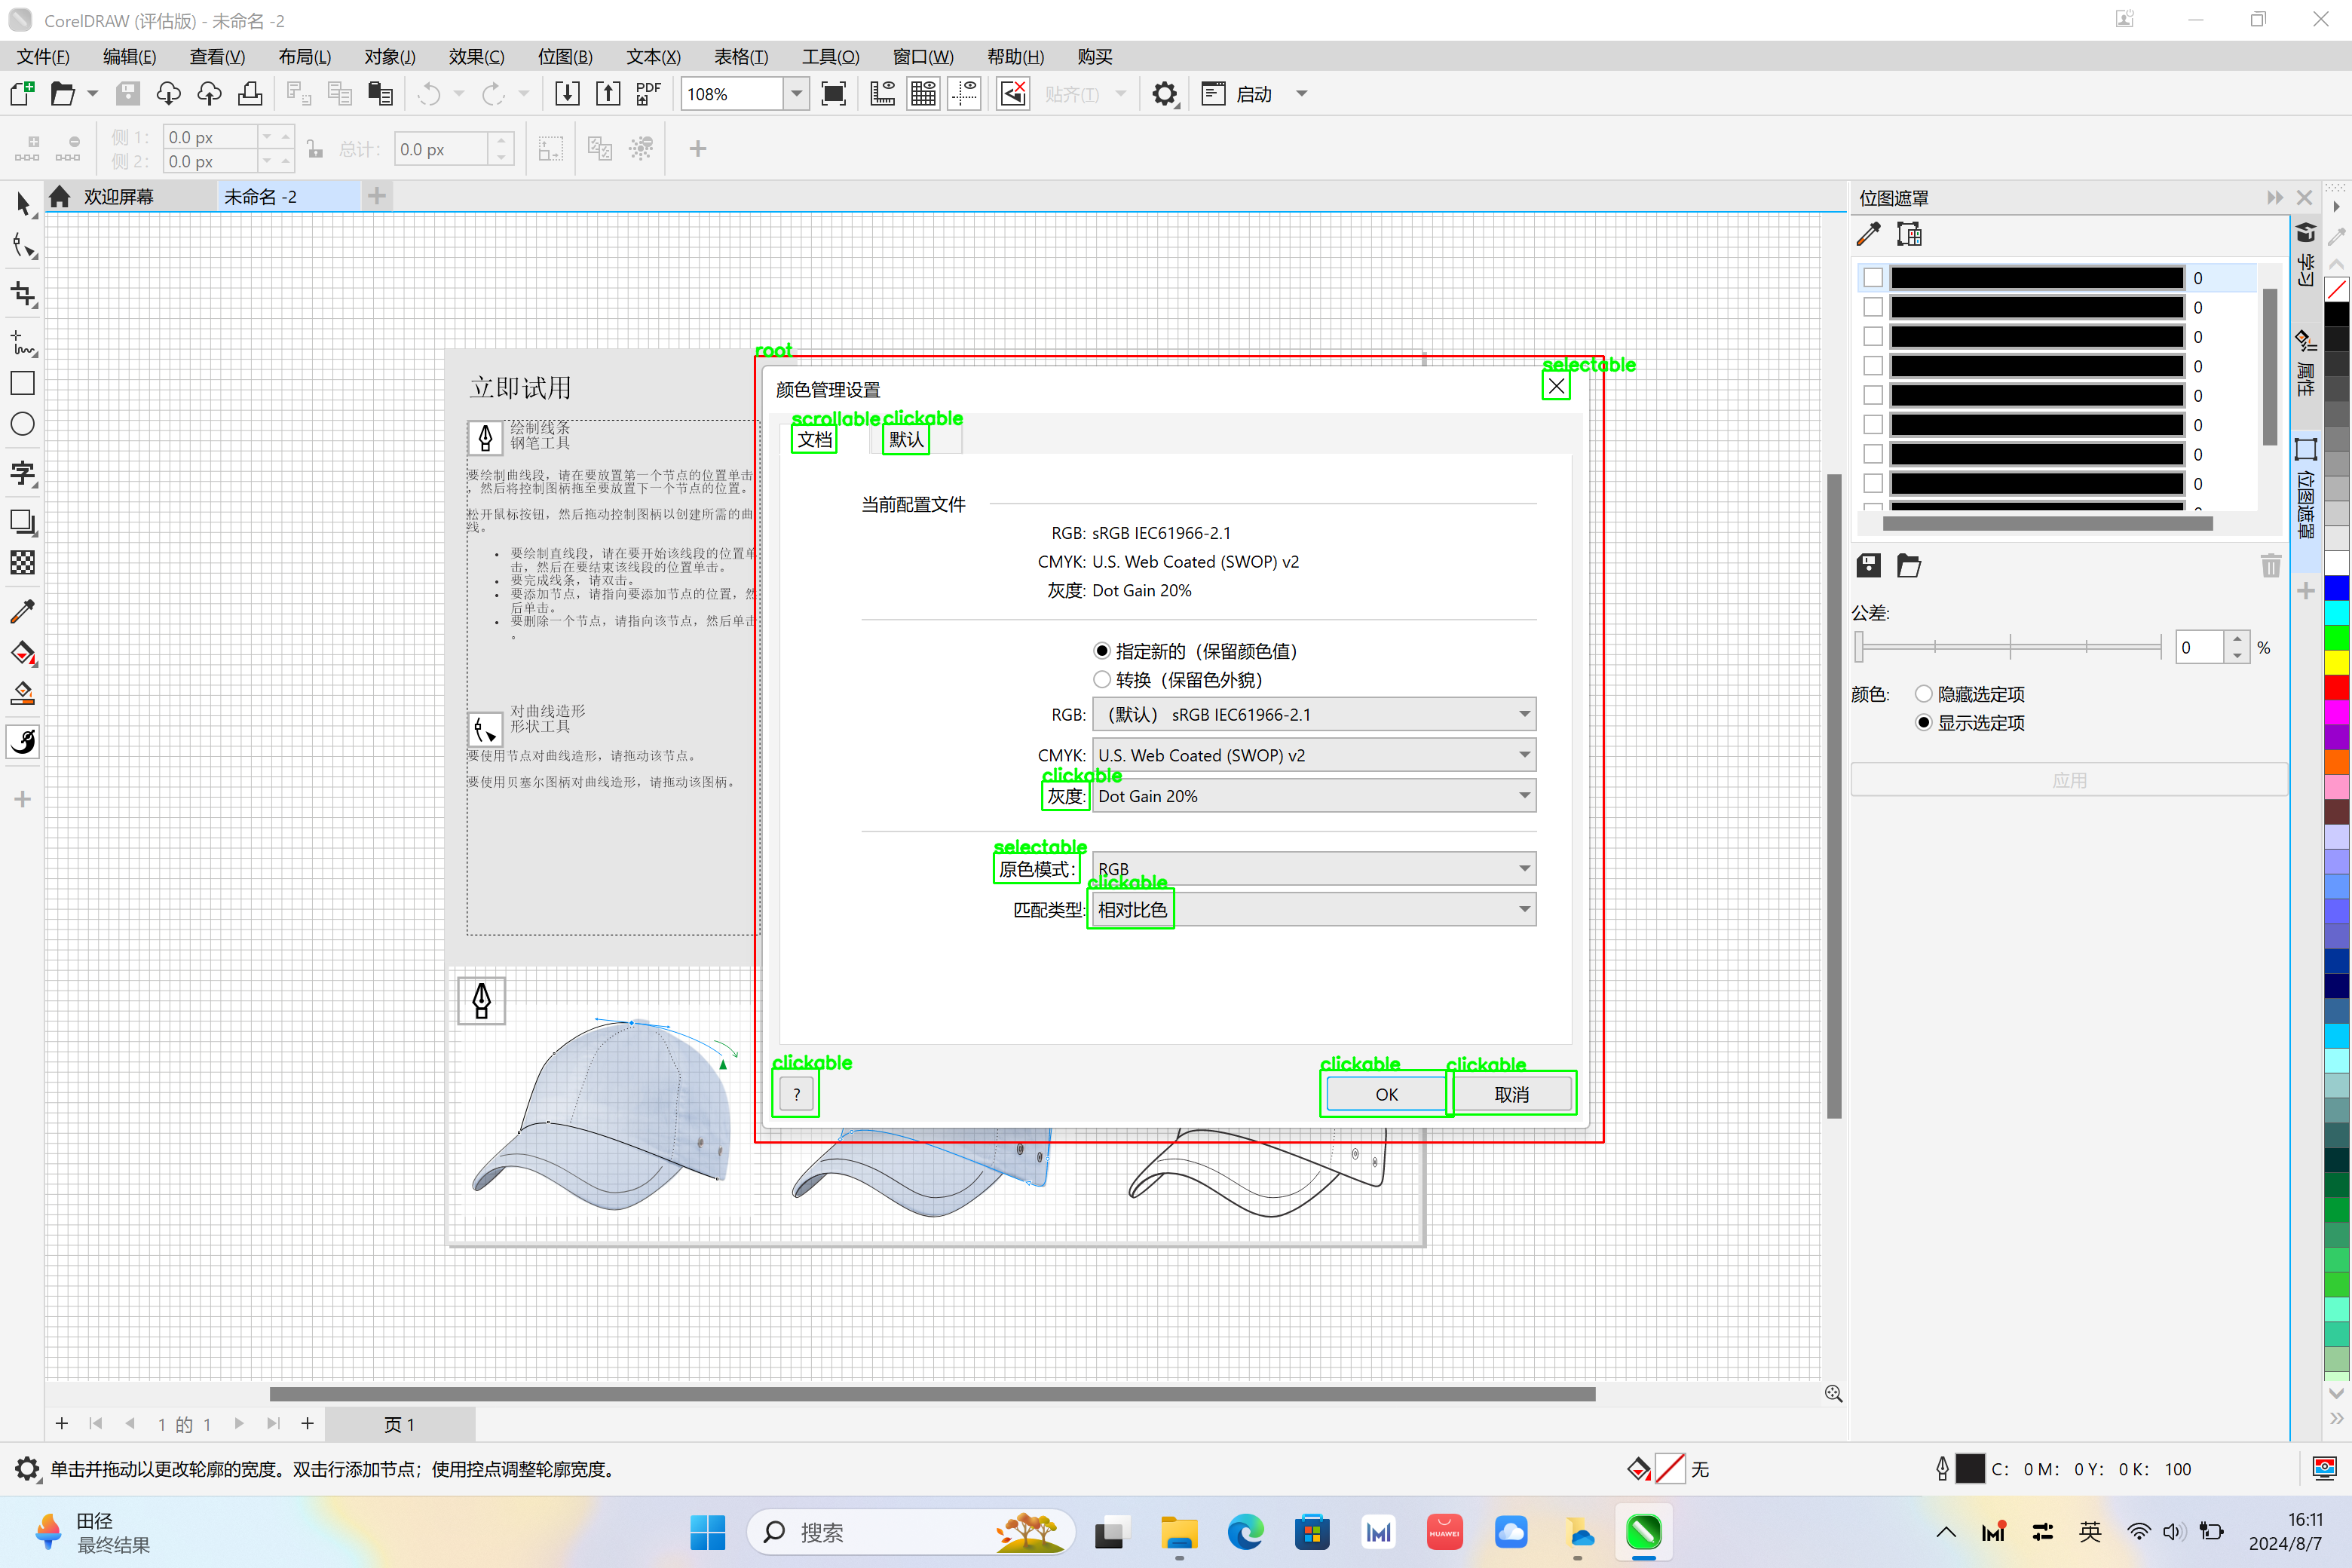 CorelDRAW (评估版) - 未命名 -2
文件(F) 编辑(E) 查看(V) 布局(L) 对象(J) 效果(C) 位图(B) 文本(X) 表格(T) 工具(O) 窗口(W) 帮助(H) 购买
PDF 108% 贴齐(T) 启动
侧 1: 0.0 px
侧 2: 0.0 px
总计: 0.0 px
欢迎屏幕 未命名 -2
立即试用
绘制线条
钢笔工具
要绘制曲线段，请在要放置第一个节点的位置单击
，然后将控制图柄拖至要放置下一个节点的位置。
松开鼠标按钮，然后拖动控制图柄以创建所需的曲
线。
• 要绘制直线段，请在要开始该线段的位置单
击，然后在要结束该线段的位置单击。
• 要完成线条，请双击。
• 要添加节点，请指向要添加节点的位置，然
后单击。
• 要删除一个节点，请指向该节点，然后单击
。
对曲线造形
形状工具
要使用节点对曲线造形，请拖动该节点。
要使用贝塞尔图柄对曲线造形，请拖动该图柄。
root
selectable
颜色管理设置
scrollable clickable
文档 默认
当前配置文件
RGB: sRGB IEC61966-2.1
CMYK: U.S. Web Coated (SWOP) v2
灰度: Dot Gain 20%
指定新的（保留颜色值）
转换（保留色外貌）
RGB: （默认） sRGB IEC61966-2.1
CMYK: U.S. Web Coated (SWOP) v2
clickable
灰度: Dot Gain 20%
selectable
原色模式: RGB
clickable
匹配类型: 相对比色
clickable clickable clickable
? OK 取消
位图遮罩
0
0
0
0
0
0
0
0
公差:
0 %
颜色: 隐藏选定项
显示选定项
应用
学习
属性
位图遮罩
1 的 1 页 1
单击并拖动以更改轮廓的宽度。双击行添加节点；使用控点调整轮廓宽度。
无
C: 0 M: 0 Y: 0 K: 100
田径
最终结果
搜索
HUAWEI
英
16:11
2024/8/7